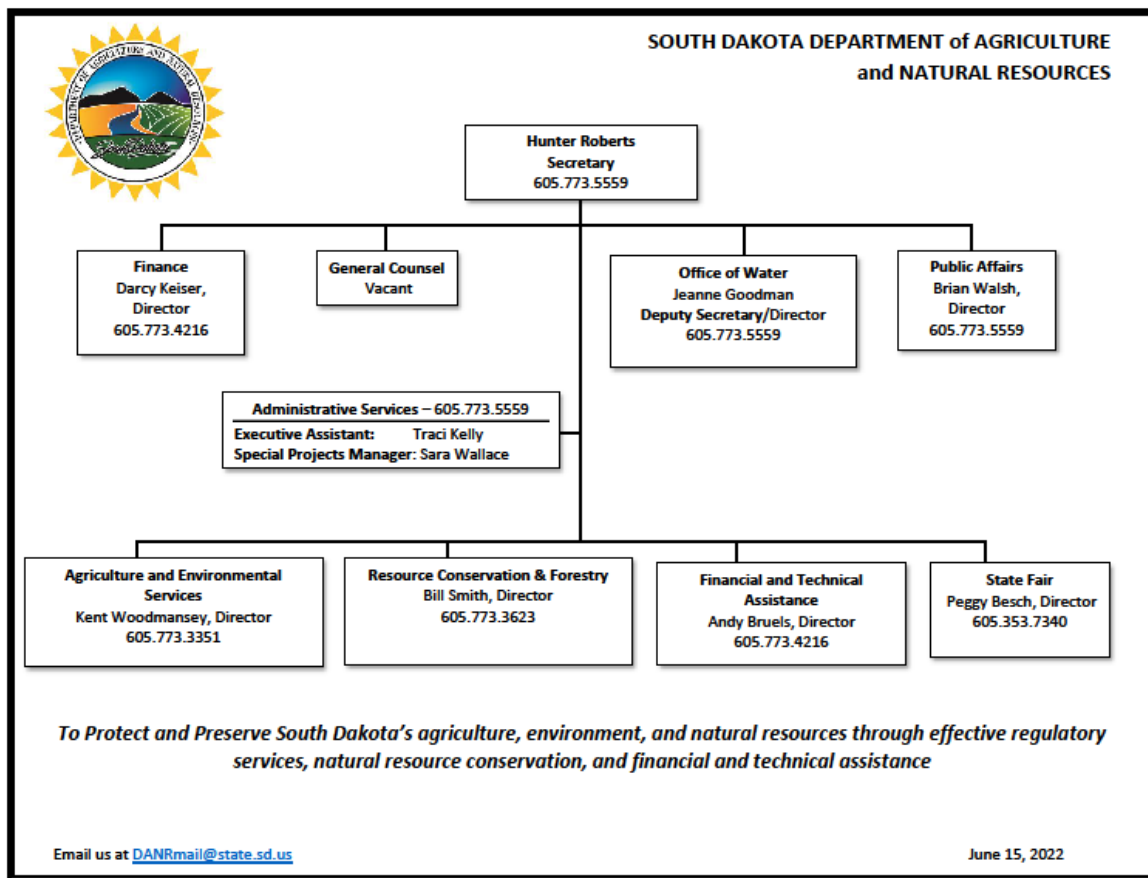 DEPARTMENT OF AGRICULTURE AND NATURAL RESOURCES
SOUTH DAKOTA DEPARTMENT of AGRICULTURE
and NATURAL RESOURCES
Hunter Roberts
Secretary
605.773.5559
Finance
Darcy Keiser,
Director
605.773.4216
General Counsel
Vacant
Office of Water
Jeanne Goodman
Deputy Secretary/Director
605.773.5559
Public Affairs
Brian Walsh,
Director
605.773.5559
Administrative Services – 605.773.5559
Executive Assistant: Traci Kelly
Special Projects Manager: Sara Wallace
Agriculture and Environmental
Services
Kent Woodmansey, Director
605.773.3351
Resource Conservation & Forestry
Bill Smith, Director
605.773.3623
Financial and Technical
Assistance
Andy Bruels, Director
605.773.4216
State Fair
Peggy Besch, Director
605.353.7340
To Protect and Preserve South Dakota’s agriculture, environment, and natural resources through effective regulatory
services, natural resource conservation, and financial and technical assistance
Email us at DANRmail@state.sd.us
June 15, 2022